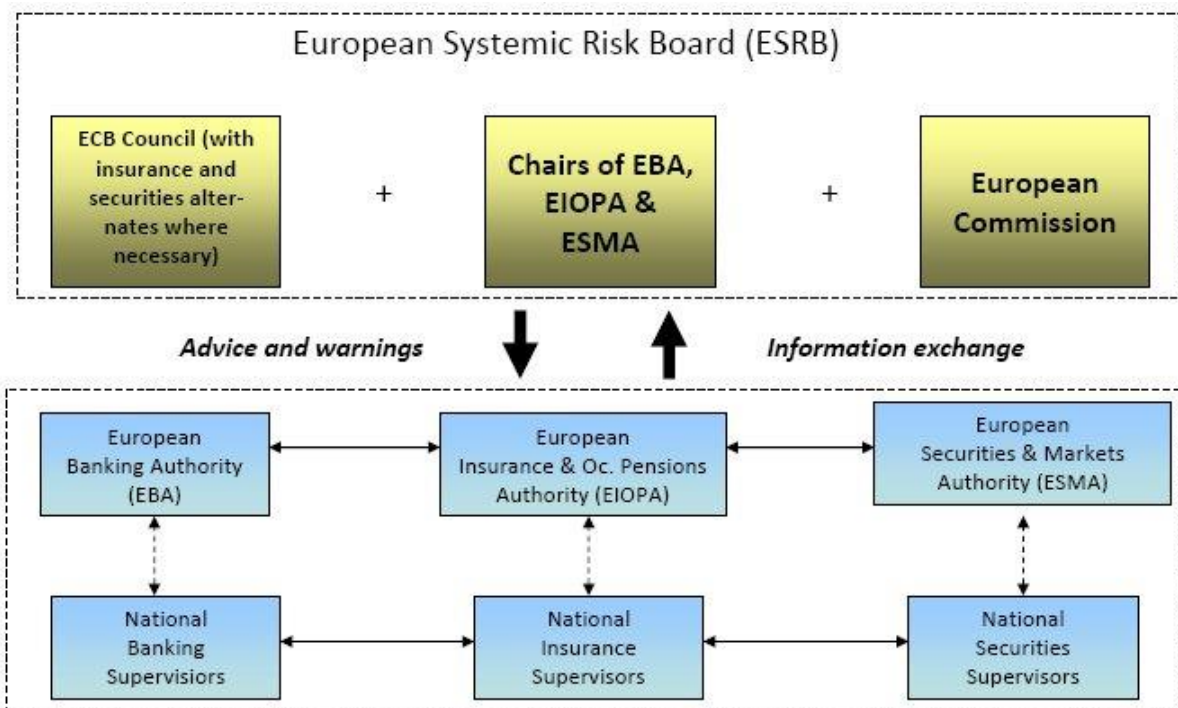 European Systemic Risk Board (ESRB)
ECB Council (with
insurance and
securities alter-
nates where
necessary)
+
Chairs of EBA,
EIOPA &
ESMA
+
European
Commission
Advice and warnings
Information exchange
European
Banking Authority
(EBA)
European
Insurance & Oc. Pensions
Authority (EIOPA)
European
Securities & Markets
Authority (ESMA)
National
Banking
Supervisiors
National
Insurance
Supervisors
National
Securities
Supervisors